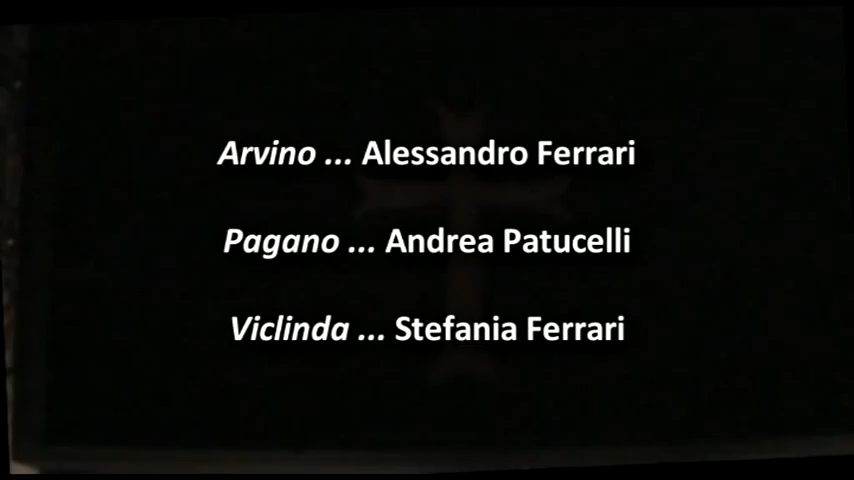 Arvino ... Alessandro Ferrari
Pagano ... Andrea Patucelli
Viclinda ... Stefania Ferrari